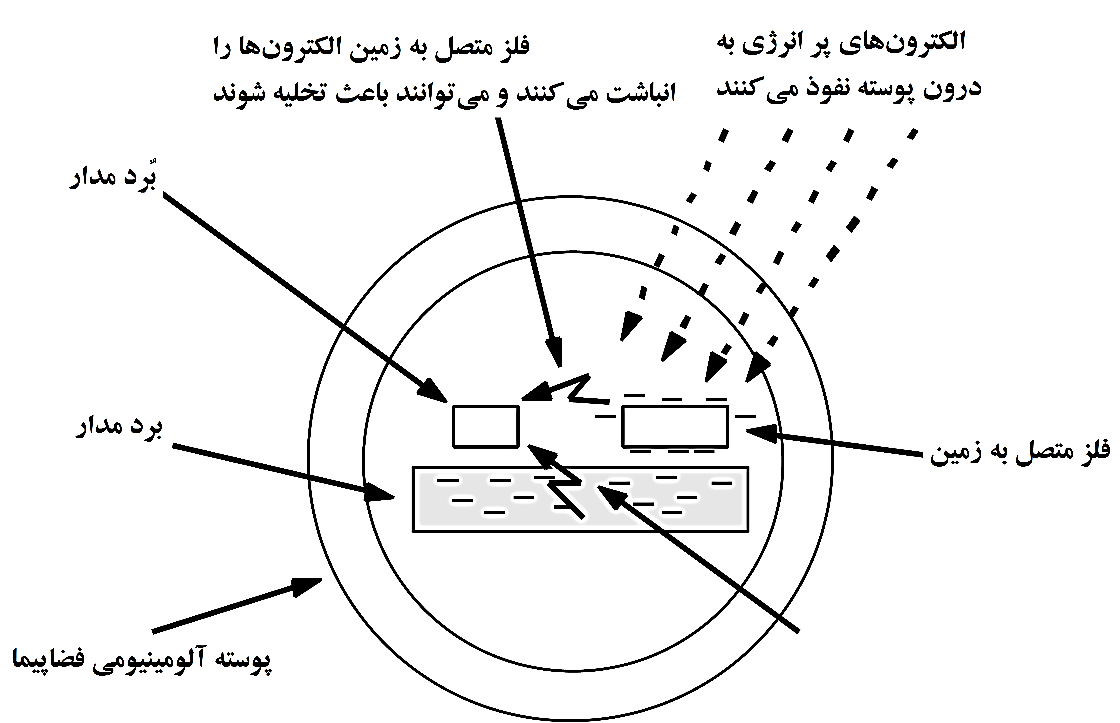 الکترون‌های پر انرژی به
درون پوسته نفوذ می‌کنند
فلز متصل به زمین الکترون‌ها را
انباشت می‌کنند و می‌توانند باعث تخلیه شوند
بُرد مدار
برد مدار
فلز متصل به زمین
پوسته آلومینیومی فضاپیما